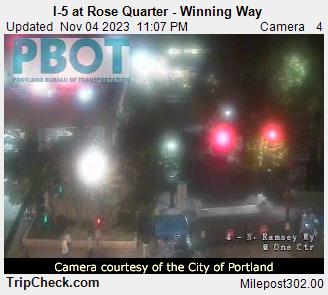 I-5 at Rose Quarter - Winning Way
Updated Nov 04 2023 11:07 PM Camera 4
PBOT
PORTLAND BUREAU OF TRANSPORTATION
4 - N. Ramsey Wy
@ One Ctr
Camera courtesy of the City of Portland
TripCheck.com Milepost302.00